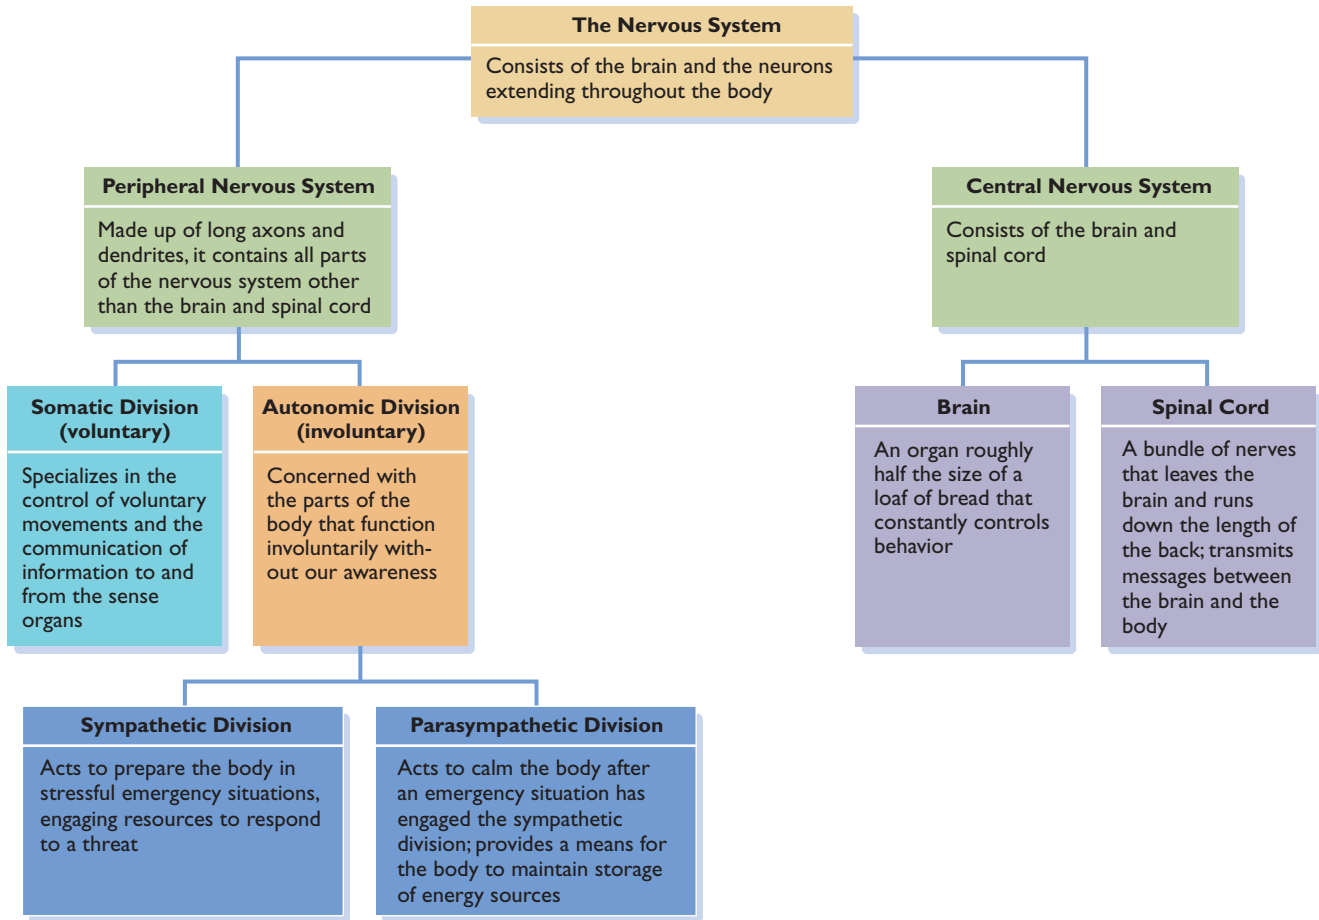 The Nervous System
Consists of the brain and the neurons
extending throughout the body
Peripheral Nervous System
Made up of long axons and
dendrites, it contains all parts
of the nervous system other
than the brain and spinal cord
Central Nervous System
Consists of the brain and
spinal cord
Somatic Division
(voluntary)
Specializes in the
control of voluntary
movements and the
communication of
information to and
from the sense
organs
Autonomic Division
(involuntary)
Concerned with
the parts of the
body that function
involuntarily with-
out our awareness
Brain
An organ roughly
half the size of a
loaf of bread that
constantly controls
behavior
Spinal Cord
A bundle of nerves
that leaves the
brain and runs
down the length of
the back; transmits
messages between
the brain and the
body
Sympathetic Division
Acts to prepare the body in
stressful emergency situations,
engaging resources to respond
to a threat
Parasympathetic Division
Acts to calm the body after
an emergency situation has
engaged the sympathetic
division; provides a means for
the body to maintain storage
of energy sources